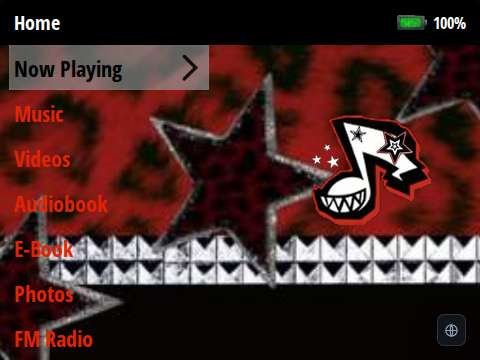 Home
100%
Now Playing
Music
Videos
Audiobook
E-Book
Photos
FM Radio